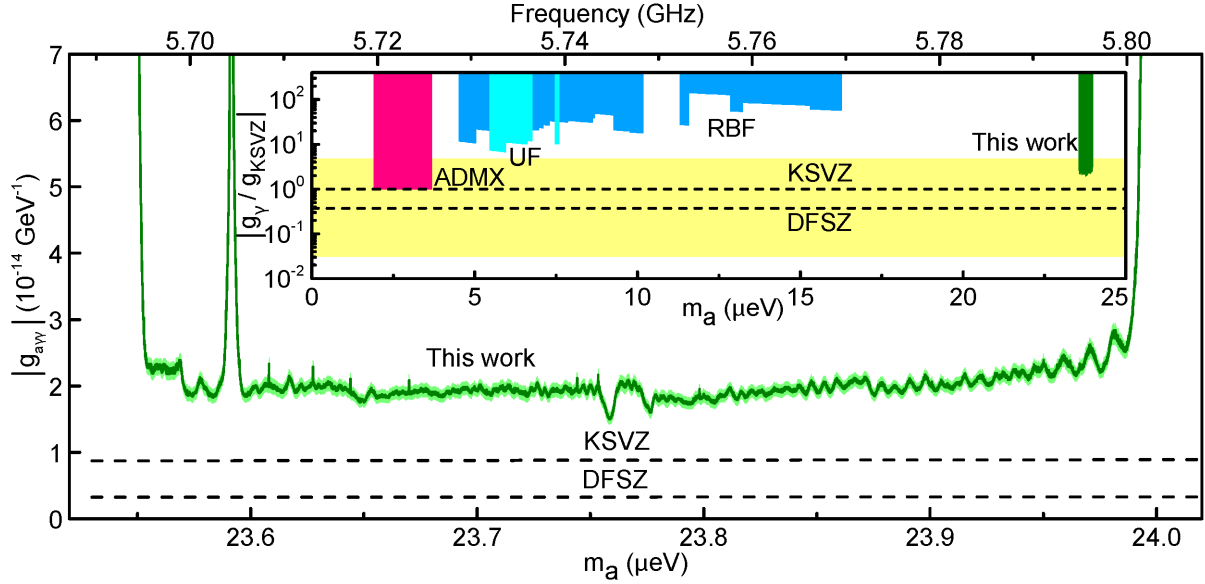 Frequency (GHz)
5.70 5.72 5.74 5.76 5.78 5.80
7
6
5
4
3
2
1
0
|g_aγγ| (10^-14 GeV^-1)
|g_γ / g_KSVZ|
10^2
10^1
10^0
10^-1
10^-2
RBF
This work
UF
ADMX
KSVZ
DFSZ
0 5 10 15 20 25
m_a (μeV)
This work
KSVZ
DFSZ
23.6 23.7 23.8 23.9 24.0
m_a (μeV)